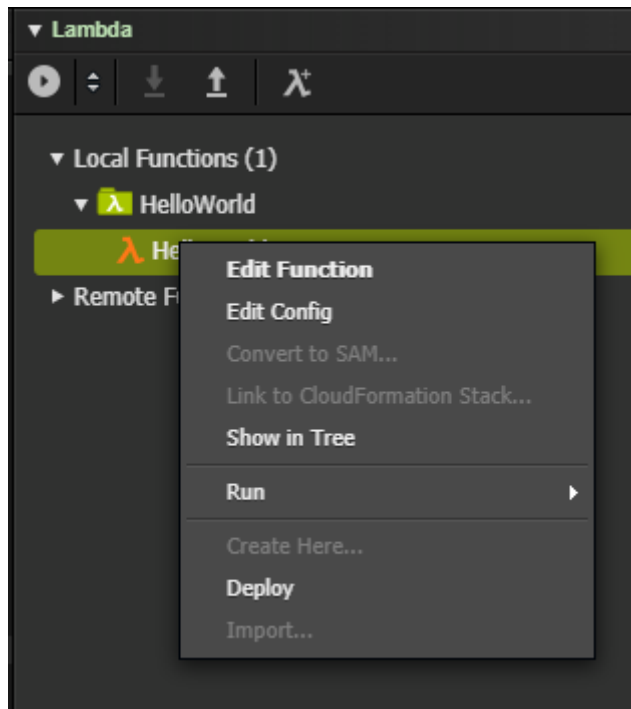 Lambda
Local Functions (1)
HelloWorld
Edit Function
Edit Config
Convert to SAM...
Link to CloudFormation Stack...
Remote
Show in Tree
Run
Create Here...
Deploy
Import...